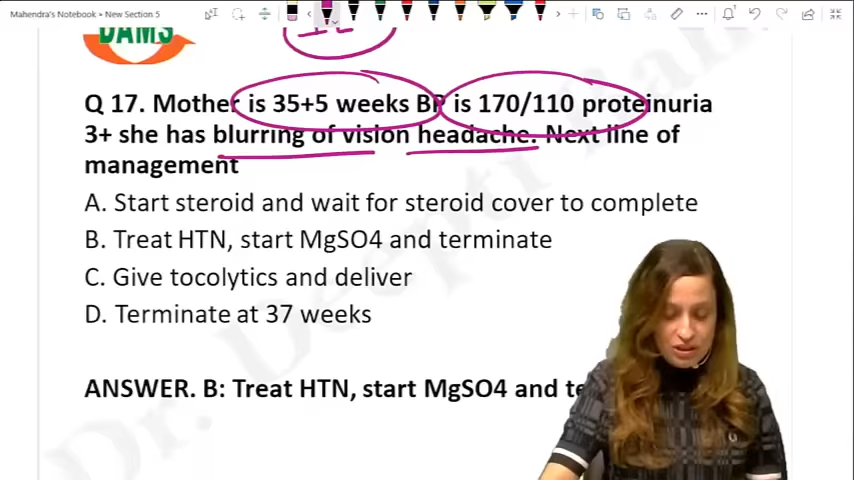 Mahendra's Notebook • New Section 5
DAMS
Q 17. Mother is 35+5 weeks BP is 170/110 proteinuria
3+ she has blurring of vision headache. Next line of
management
A. Start steroid and wait for steroid cover to complete
B. Treat HTN, start MgSO4 and terminate
C. Give tocolytics and deliver
D. Terminate at 37 weeks
ANSWER. B: Treat HTN, start MgSO4 and te